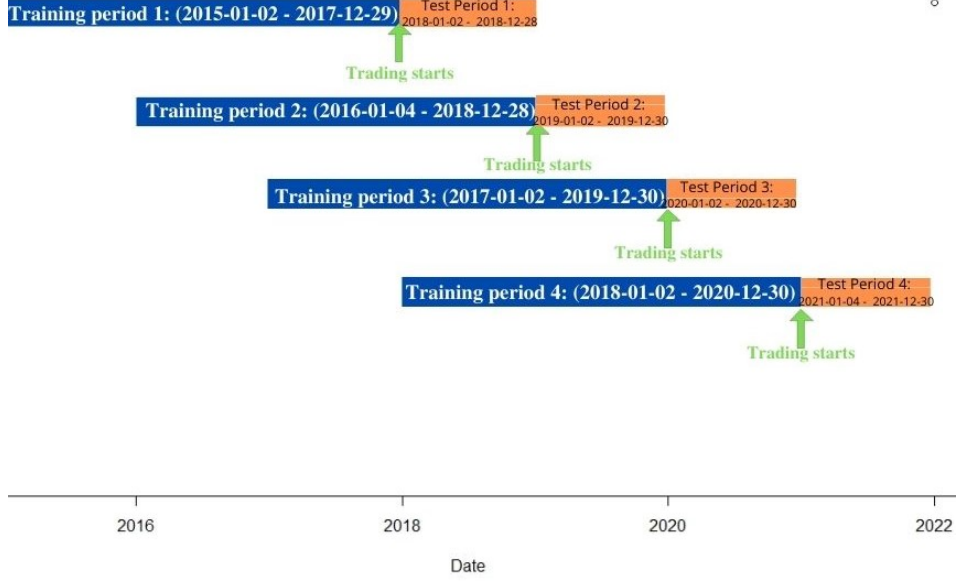 Training period 1: (2015-01-02 - 2017-12-29)
Test Period 1:
2018-01-02 - 2018-12-28
Trading starts
Training period 2: (2016-01-04 - 2018-12-28)
Test Period 2:
2019-01-02 - 2019-12-30
Trading starts
Training period 3: (2017-01-02 - 2019-12-30)
Test Period 3:
2020-01-02 - 2020-12-30
Trading starts
Training period 4: (2018-01-02 - 2020-12-30)
Test Period 4:
2021-01-04 - 2021-12-30
Trading starts
2016 2018 2020 2022
Date